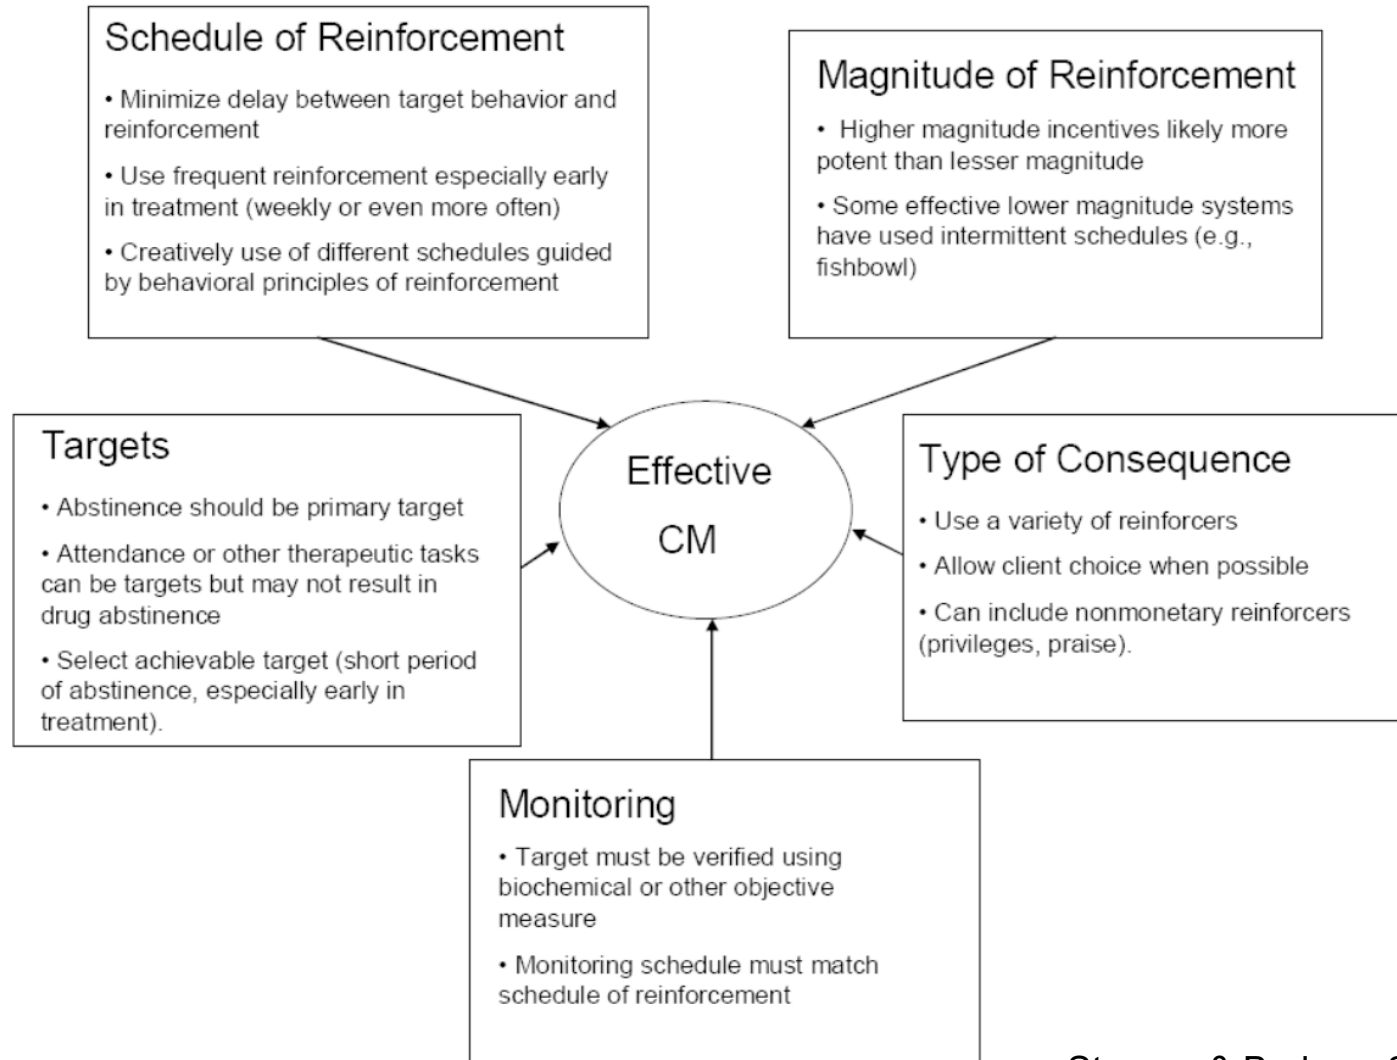 Schedule of Reinforcement
• Minimize delay between target behavior and
reinforcement
• Use frequent reinforcement especially early
in treatment (weekly or even more often)
• Creatively use of different schedules guided
by behavioral principles of reinforcement
Magnitude of Reinforcement
• Higher magnitude incentives likely more
potent than lesser magnitude
• Some effective lower magnitude systems
have used intermittent schedules (e.g.,
fishbowl)
Targets
• Abstinence should be primary target
• Attendance or other therapeutic tasks
can be targets but may not result in
drug abstinence
• Select achievable target (short period
of abstinence, especially early in
treatment).
Effective
CM
Type of Consequence
• Use a variety of reinforcers
• Allow client choice when possible
• Can include nonmonetary reinforcers
(privileges, praise).
Monitoring
• Target must be verified using
biochemical or other objective
measure
• Monitoring schedule must match
schedule of reinforcement